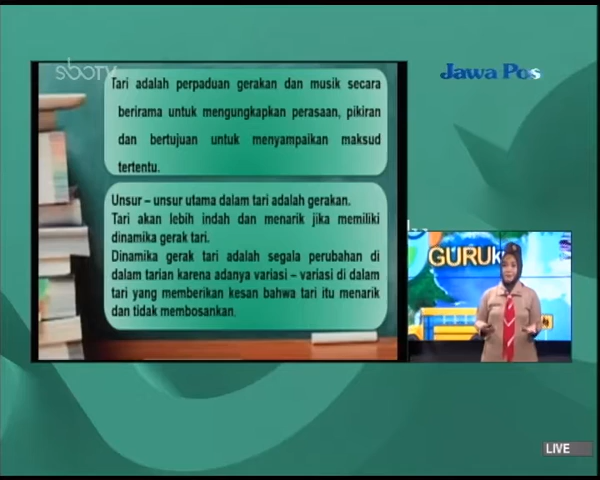 sbotv
Jawa Pos
Tari adalah perpaduan gerakan dan musik secara
berirama untuk mengungkapkan perasaan, pikiran
dan bertujuan untuk menyampaikan maksud
tertentu.
Unsur – unsur utama dalam tari adalah gerakan.
Tari akan lebih indah dan menarik jika memiliki
dinamika gerak tari.
Dinamika gerak tari adalah segala perubahan di
dalam tarian karena adanya variasi – variasi di dalam
tari yang memberikan kesan bahwa tari itu menarik
dan tidak membosankan.
GURUK
LIVE